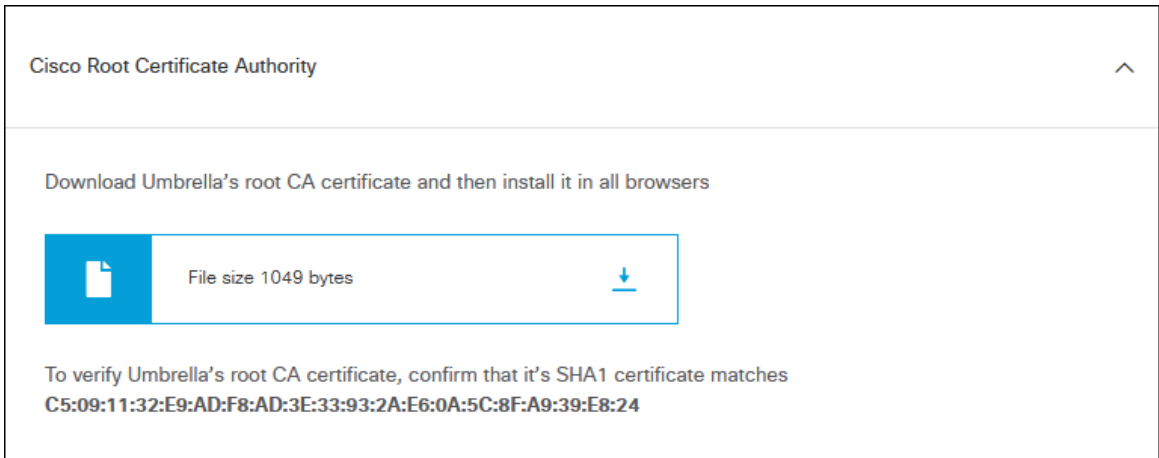 Cisco Root Certificate Authority
Download Umbrella's root CA certificate and then install it in all browsers
File size 1049 bytes
To verify Umbrella's root CA certificate, confirm that it's SHA1 certificate matches
C5:09:11:32:E9:AD:F8:AD:3E:33:93:2A:E6:0A:5C:8F:A9:39:E8:24